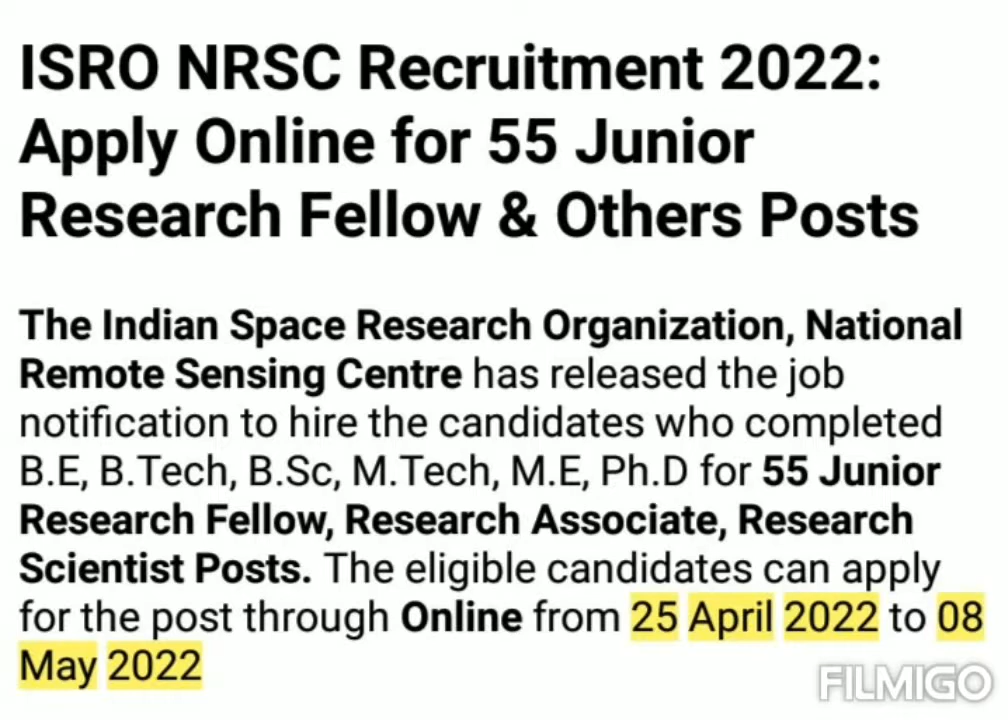 ISRO NRSC Recruitment 2022:
Apply Online for 55 Junior
Research Fellow & Others Posts
The Indian Space Research Organization, National
Remote Sensing Centre has released the job
notification to hire the candidates who completed
B.E, B.Tech, B.Sc, M.Tech, M.E, Ph.D for 55 Junior
Research Fellow, Research Associate, Research
Scientist Posts. The eligible candidates can apply
for the post through Online from 25 April 2022 to 08
May 2022
FILMIGO